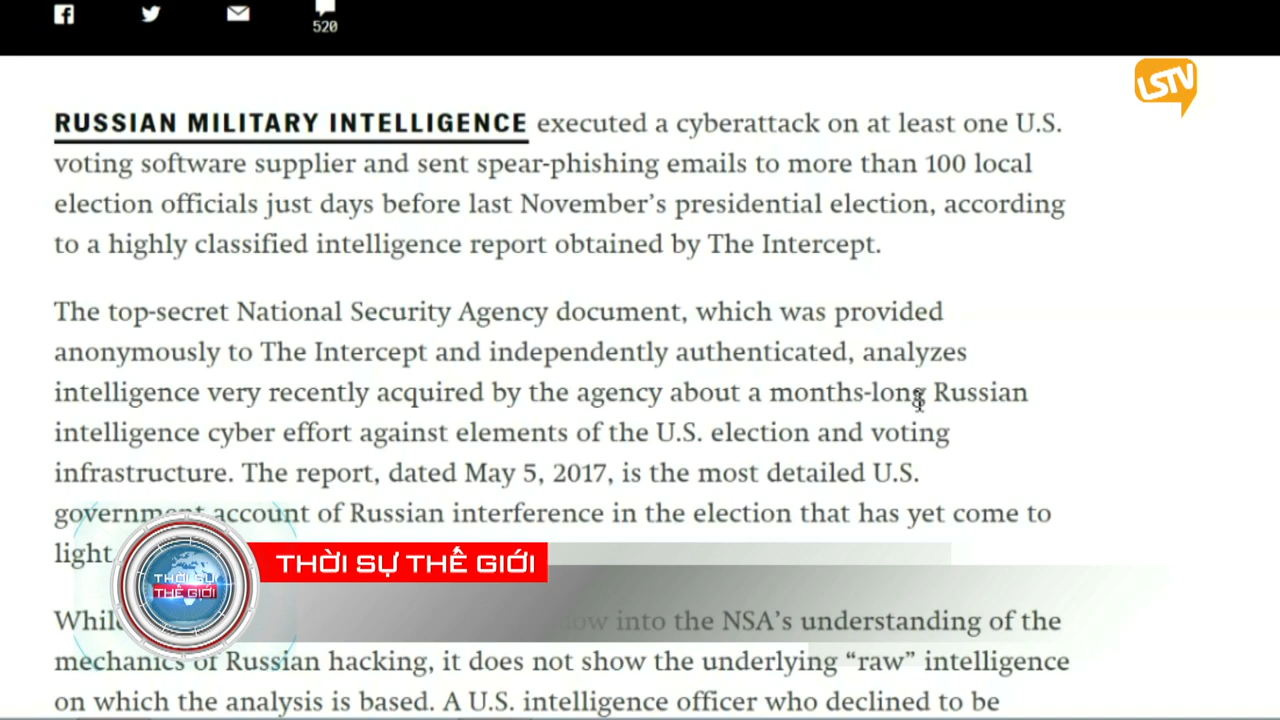 520
LSTV
RUSSIAN MILITARY INTELLIGENCE executed a cyberattack on at least one U.S.
voting software supplier and sent spear-phishing emails to more than 100 local
election officials just days before last November’s presidential election, according
to a highly classified intelligence report obtained by The Intercept.
The top-secret National Security Agency document, which was provided
anonymously to The Intercept and independently authenticated, analyzes
intelligence very recently acquired by the agency about a months-long Russian
intelligence cyber effort against elements of the U.S. election and voting
infrastructure. The report, dated May 5, 2017, is the most detailed U.S.
government account of Russian interference in the election that has yet come to
light
THỜI SỰ THẾ GIỚI
THỜI SỰ
THẾ GIỚI
While into the NSA’s understanding of the
mechanics of Russian hacking, it does not show the underlying “raw” intelligence
on which the analysis is based. A U.S. intelligence officer who declined to be